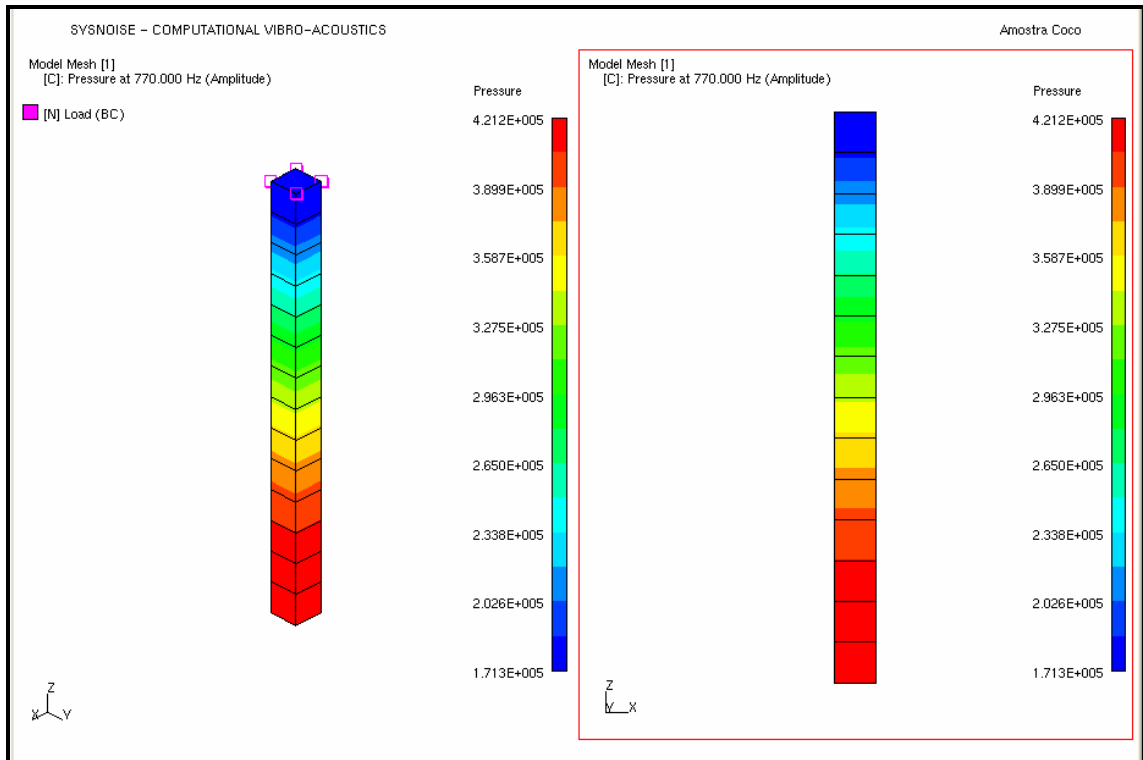 SYSNOISE - COMPUTATIONAL VIBRO-ACOUSTICS
Amostra Coco
Model Mesh [1]
[C]: Pressure at 770.000 Hz (Amplitude)
[N] Load (BC)
Pressure
4.212E+005
3.899E+005
3.587E+005
3.275E+005
2.963E+005
2.650E+005
2.338E+005
2.026E+005
1.713E+005
Z
X
Y
Model Mesh [1]
[C]: Pressure at 770.000 Hz (Amplitude)
Pressure
4.212E+005
3.899E+005
3.587E+005
3.275E+005
2.963E+005
2.650E+005
2.338E+005
2.026E+005
1.713E+005
Z
Y
X